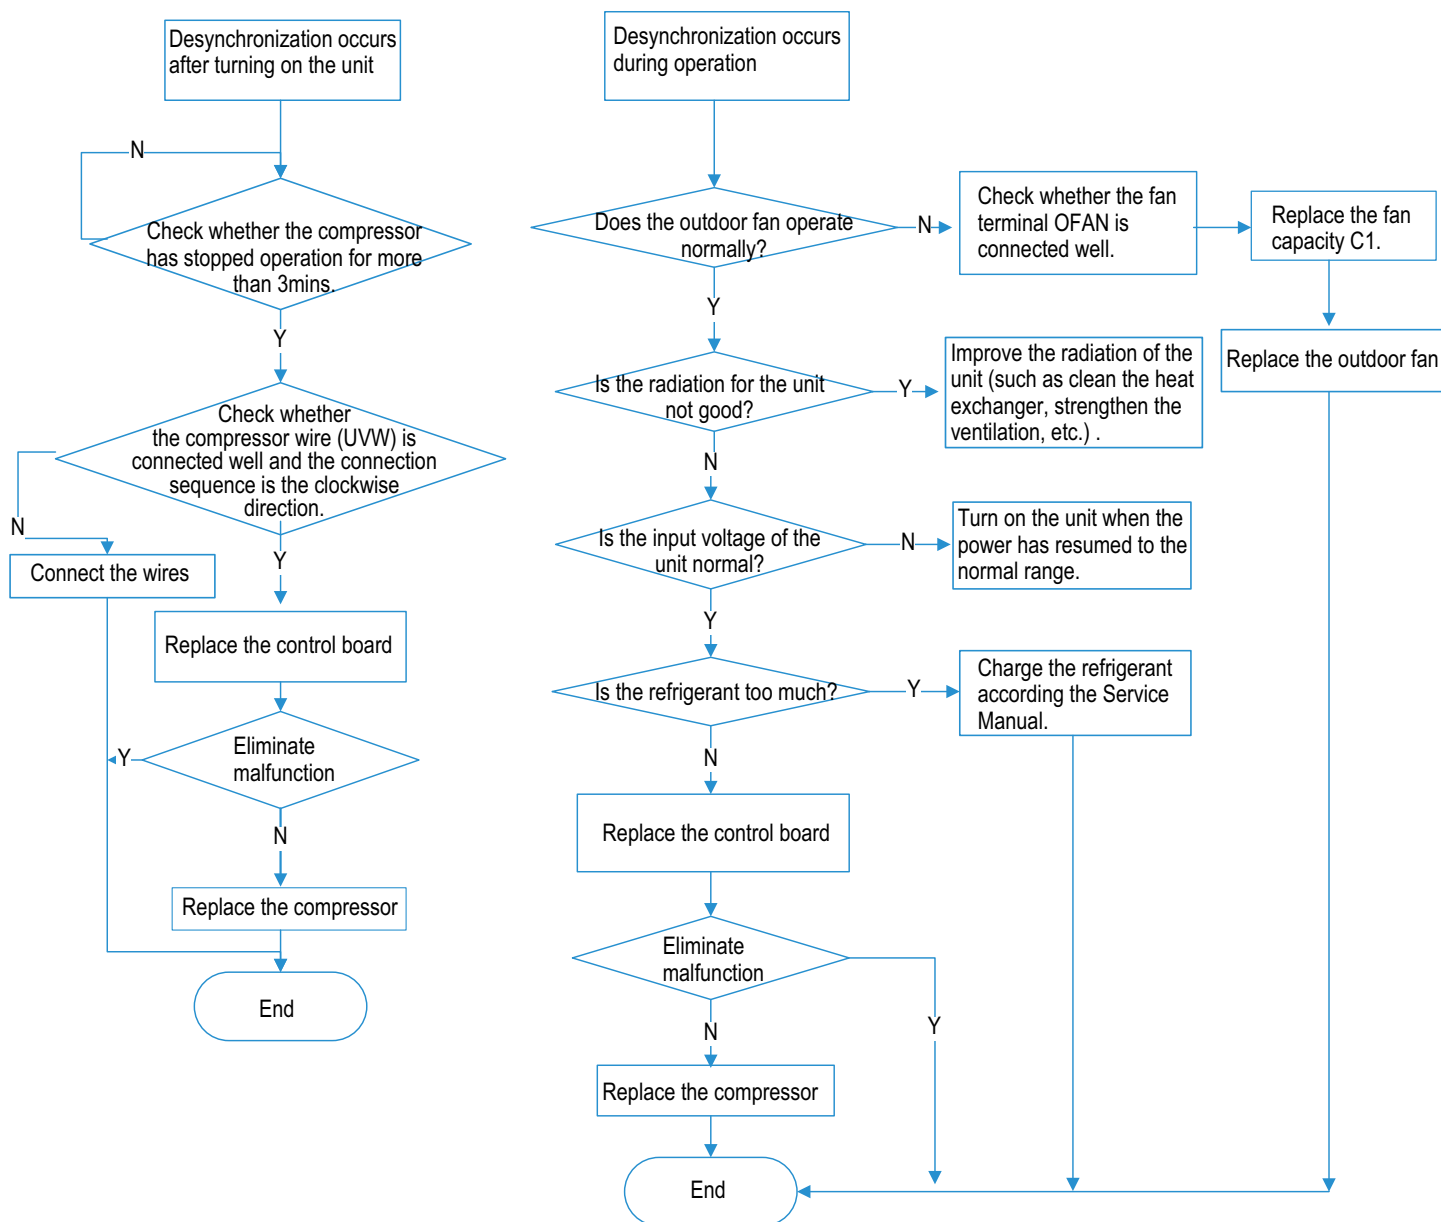 Desynchronization occurs
after turning on the unit
N
Check whether the compressor
has stopped operation for more
than 3mins.
Y
Check whether
the compressor wire (UVW) is
connected well and the connection
sequence is the clockwise
direction.
N
Connect the wires
Y
Replace the control board
Eliminate
malfunction
Y
N
Replace the compressor
End
Desynchronization occurs
during operation
Does the outdoor fan operate
normally?
N
Check whether the fan
terminal OFAN is
connected well.
Replace the fan
capacity C1.
Replace the outdoor fan
Y
Is the radiation for the unit
not good?
Y
Improve the radiation of the
unit (such as clean the heat
exchanger, strengthen the
ventilation, etc.) .
N
Is the input voltage of the
unit normal?
N
Turn on the unit when the
power has resumed to the
normal range.
Y
Is the refrigerant too much?
Y
Charge the refrigerant
according the Service
Manual.
N
Replace the control board
Eliminate
malfunction
Y
N
Replace the compressor
End